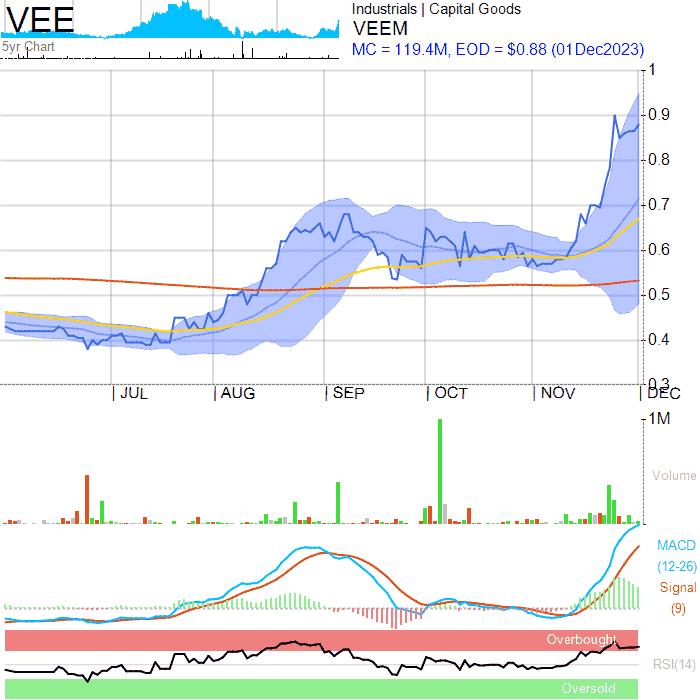 VEE
5yr Chart
Industrials | Capital Goods
VEEM
MC = 119.4M, EOD = $0.88 (01Dec2023)
1
0.9
0.8
0.7
0.6
0.5
0.4
0.3
| JUL | AUG | SEP | OCT | NOV | DEC
1M
Volume
MACD
(12-26)
Signal
(9)
Overbought
RSI(14)
Oversold